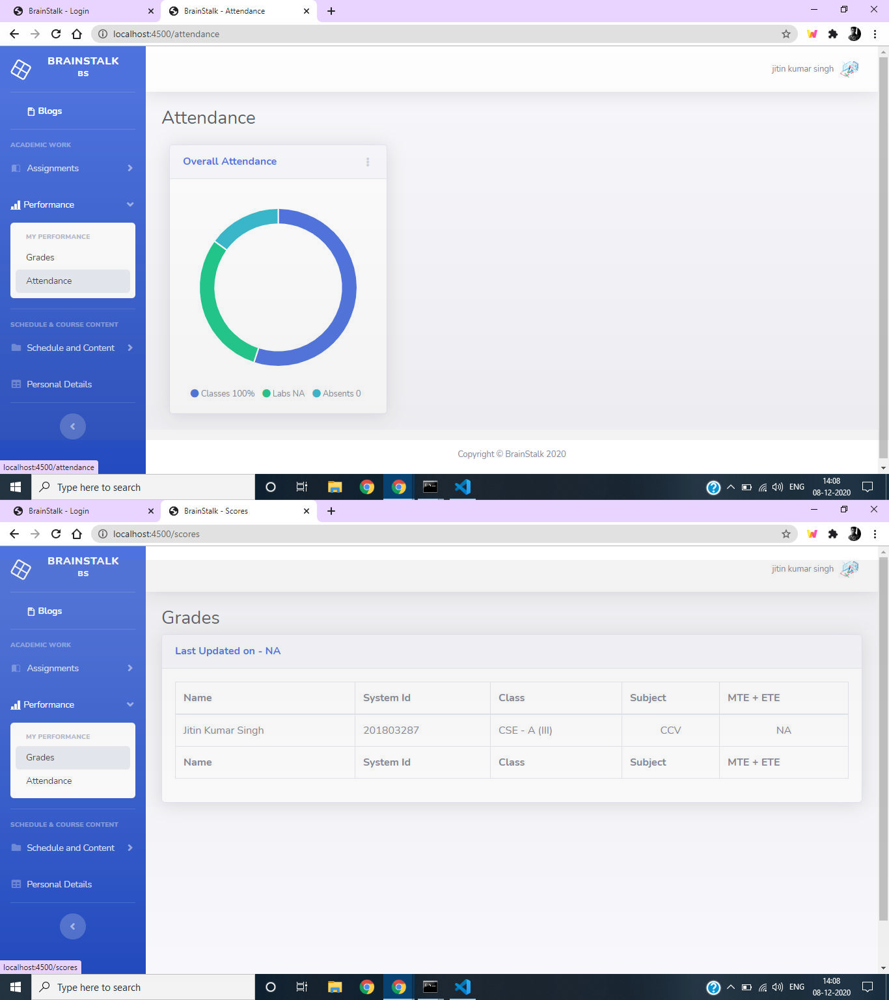 BrainStalk - Login
BrainStalk - Attendance
localhost:4500/attendance
BRAINSTALK
BS
jitin kumar singh
Blogs
Attendance
ACADEMIC WORK
Assignments
Overall Attendance
Performance
MY PERFORMANCE
Grades
Attendance
SCHEDULE & COURSE CONTENT
Schedule and Content
Personal Details
Classes 100% Labs NA Absents 0
Copyright © BrainStalk 2020
localhost:4500/attendance
Type here to search
ENG
14:08
08-12-2020
BrainStalk - Login
BrainStalk - Scores
localhost:4500/scores
BRAINSTALK
BS
jitin kumar singh
Blogs
Grades
ACADEMIC WORK
Last Updated on - NA
Assignments
Performance
MY PERFORMANCE
Grades
Attendance
Name System Id Class Subject MTE + ETE
Jitin Kumar Singh 201803287 CSE - A (III) CCV NA
Name System Id Class Subject MTE + ETE
SCHEDULE & COURSE CONTENT
Schedule and Content
Personal Details
localhost:4500/scores
Type here to search
ENG
14:08
08-12-2020